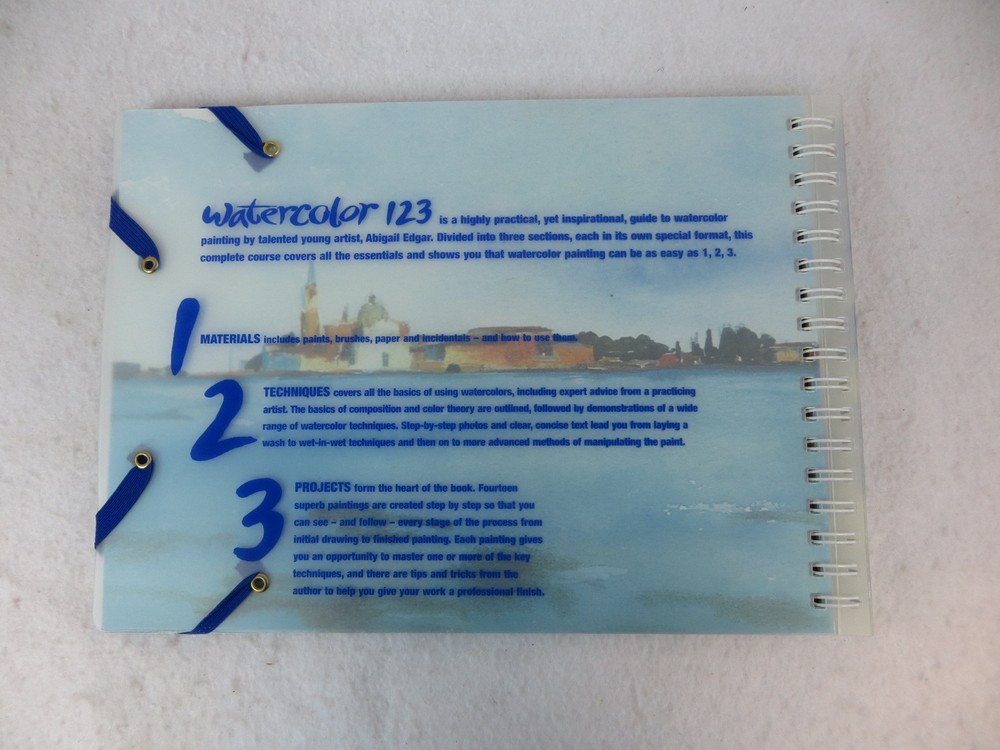 watercolor 123 is a highly practical, yet inspirational, guide to watercolor
painting by talented young artist, Abigail Edgar. Divided into three sections, each in its own special format, this
complete course covers all the essentials and shows you that watercolor painting can be as easy as 1, 2, 3.
1 MATERIALS includes paints, brushes, paper and incidentals – and how to use them.
2 TECHNIQUES covers all the basics of using watercolors, including expert advice from a practicing
artist. The basics of composition and color theory are outlined, followed by demonstrations of a wide
range of watercolor techniques. Step-by-step photos and clear, concise text lead you from laying a
wash to wet-in-wet techniques and then on to more advanced methods of manipulating the paint.
3 PROJECTS form the heart of the book. Fourteen
superb paintings are created step by step so that you
can see – and follow – every stage of the process from
initial drawing to finished painting. Each painting gives
you an opportunity to master one or more of the key
techniques, and there are tips and tricks from the
author to help you give your work a professional finish.